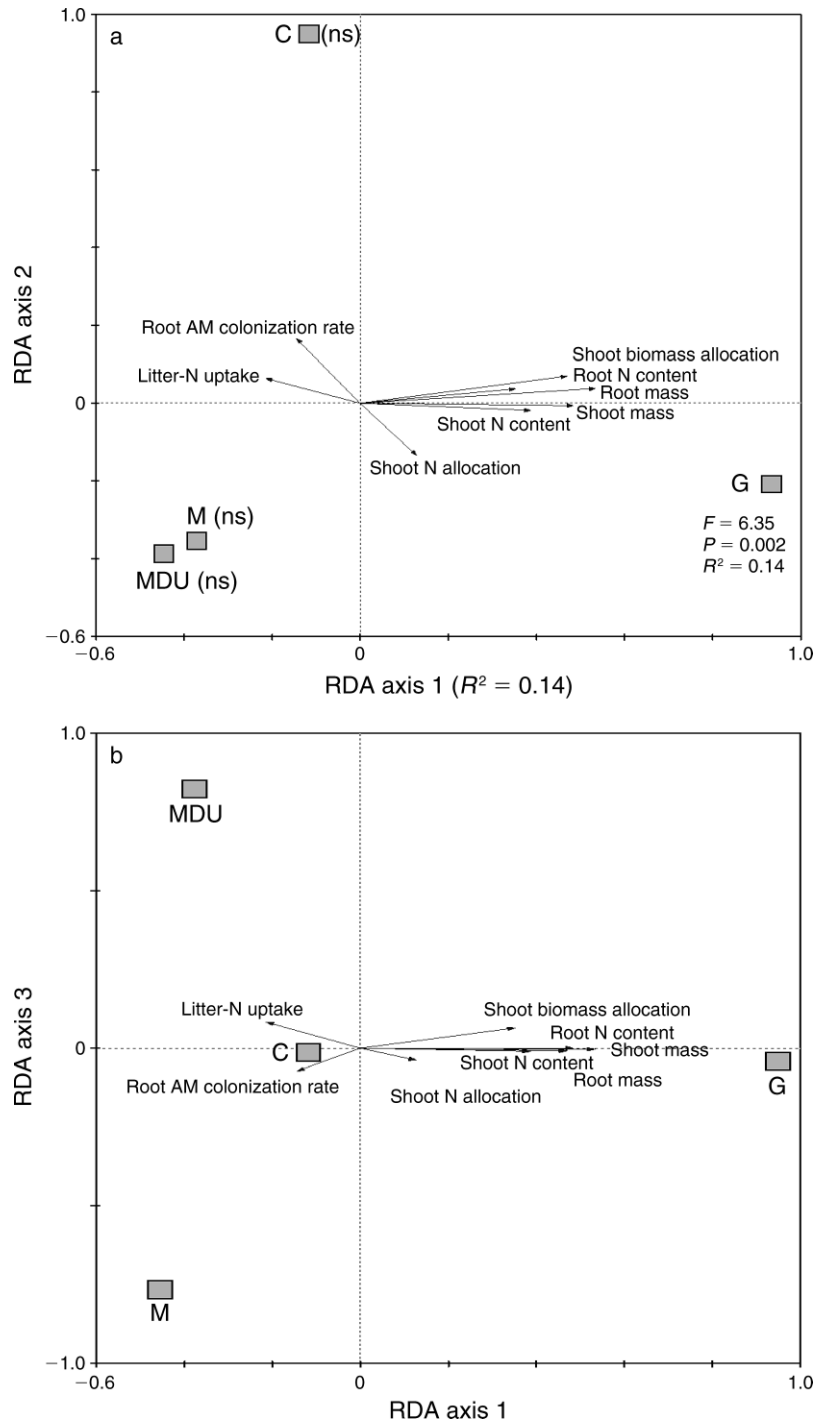 1.0
a
C
(ns)
RDA axis 2
Root AM colonization rate
Litter-N uptake
Shoot biomass allocation
Root N content
Root mass
0
Shoot N content
Shoot mass
Shoot N allocation
G
M (ns)
F = 6.35
P = 0.002
R² = 0.14
MDU (ns)
−0.6
−0.6
0
1.0
RDA axis 1 (R² = 0.14)
1.0
b
MDU
RDA axis 3
Litter-N uptake
Shoot biomass allocation
Root N content
0
C
Shoot N content
Shoot mass
Root AM colonization rate
Root mass
G
Shoot N allocation
M
−1.0
−0.6
0
1.0
RDA axis 1